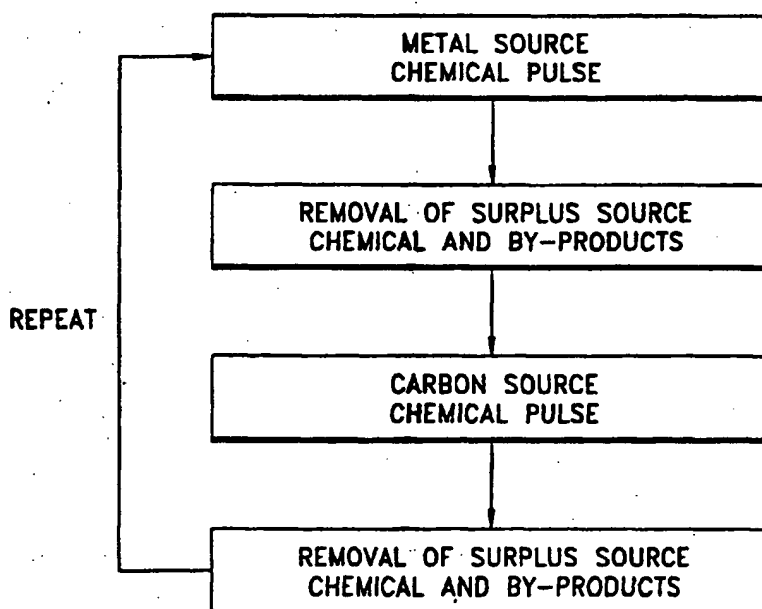 METAL SOURCE
CHEMICAL PULSE
REMOVAL OF SURPLUS SOURCE
CHEMICAL AND BY-PRODUCTS
REPEAT
CARBON SOURCE
CHEMICAL PULSE
REMOVAL OF SURPLUS SOURCE
CHEMICAL AND BY-PRODUCTS